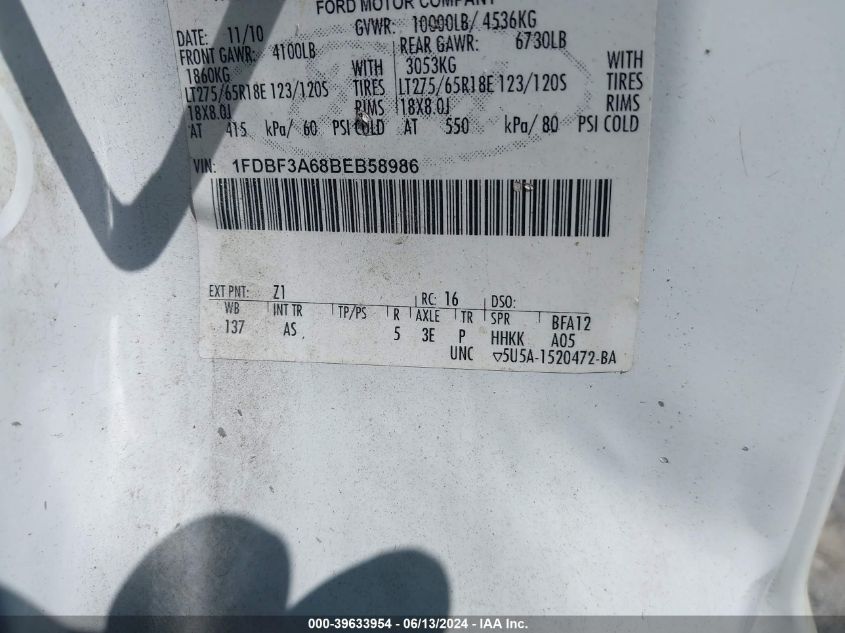 FORD MOTOR COMPANY
DATE: 11/10 GVWR: 10000LB/ 4536KG
FRONT GAWR: 4100LB REAR GAWR: 6730LB
1860KG WITH 3053KG WITH
LT275/65R18E 123/120S TIRES LT275/65R18E 123/120S TIRES
18X8.0J RIMS 18X8.0J RIMS
AT 415 kPa/ 60 PSI COLD AT 550 kPa/ 80 PSI COLD
VIN: 1FDBF3A68BEB58986
EXT PNT: Z1 RC: 16 DSO:
WB INT TR TP/PS R AXLE TR SPR BFA12
137 AS 5 3E P HHKK A05
UNC ▽5U5A-1520472-BA
000-39633954 / 06/13/2024 / IAA Inc.